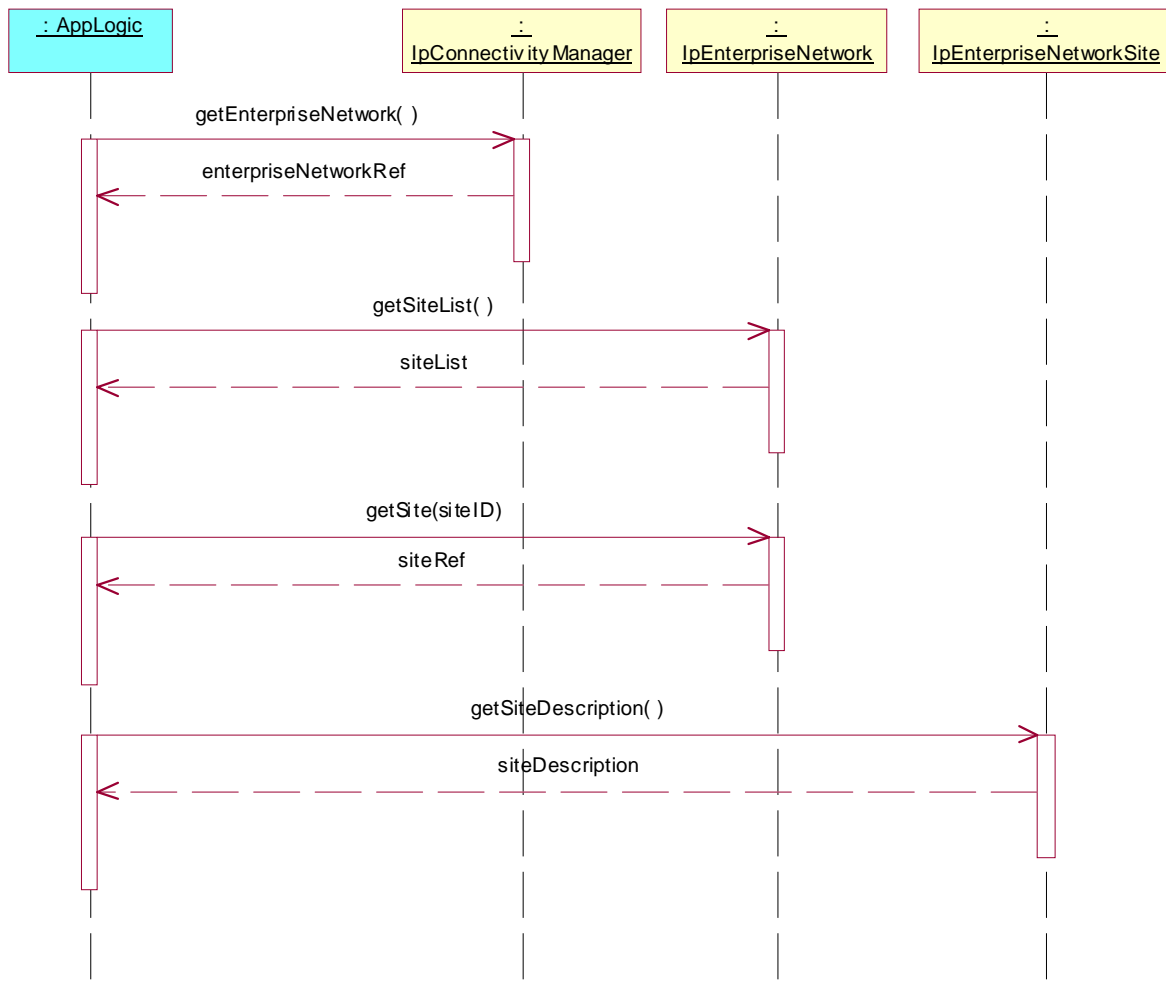 : AppLogic
:
IpConnectivityManager
:
IpEnterpriseNetwork
:
IpEnterpriseNetworkSite
getEnterpriseNetwork( )
enterpriseNetworkRef
getSiteList( )
siteList
getSite(siteID)
siteRef
getSiteDescription( )
siteDescription